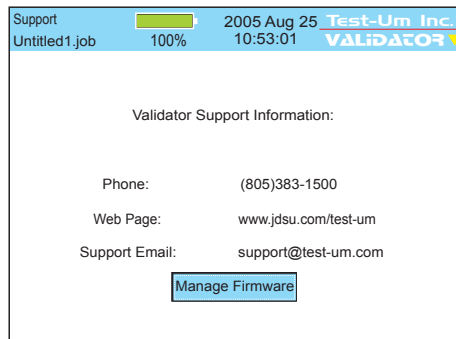 Support 2005 Aug 25 Test-Um Inc.
Untitled1.job 100% 10:53:01 VALIDATOR
Validator Support Information:
Phone: (805)383-1500
Web Page: www.jdsu.com/test-um
Support Email: support@test-um.com
Manage Firmware